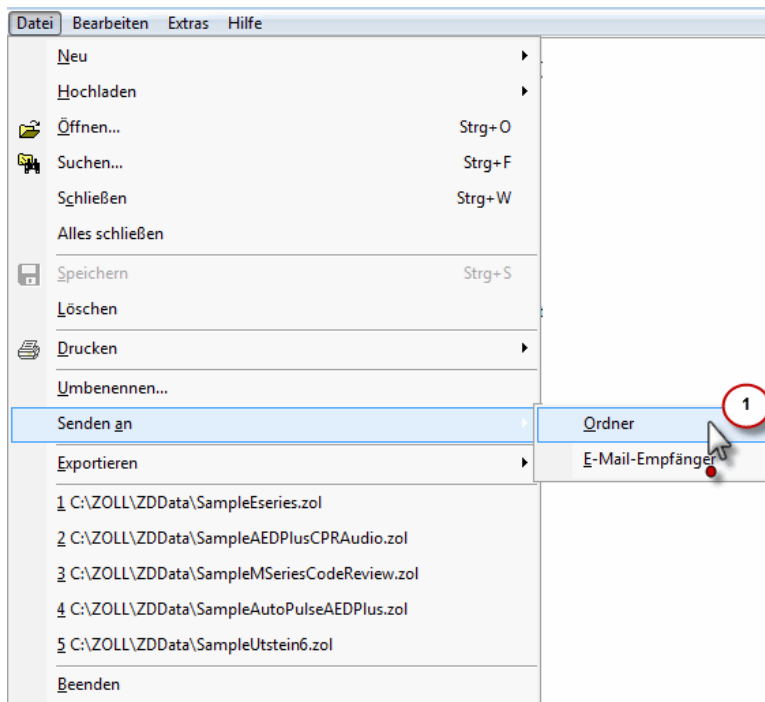 Datei Bearbeiten Extras Hilfe
Neu
Hochladen
Öffnen... Strg+O
Suchen... Strg+F
Schließen Strg+W
Alles schließen
Speichern Strg+S
Löschen
Drucken
Umbenennen...
Senden an
Ordner
1
E-Mail-Empfänger
Exportieren
1 C:\ZOLL\ZDData\SampleEseries.zol
2 C:\ZOLL\ZDData\SampleAEDPlusCPRAudio.zol
3 C:\ZOLL\ZDData\SampleMSeriesCodeReview.zol
4 C:\ZOLL\ZDData\SampleAutoPulseAEDPlus.zol
5 C:\ZOLL\ZDData\SampleUtstein6.zol
Beenden